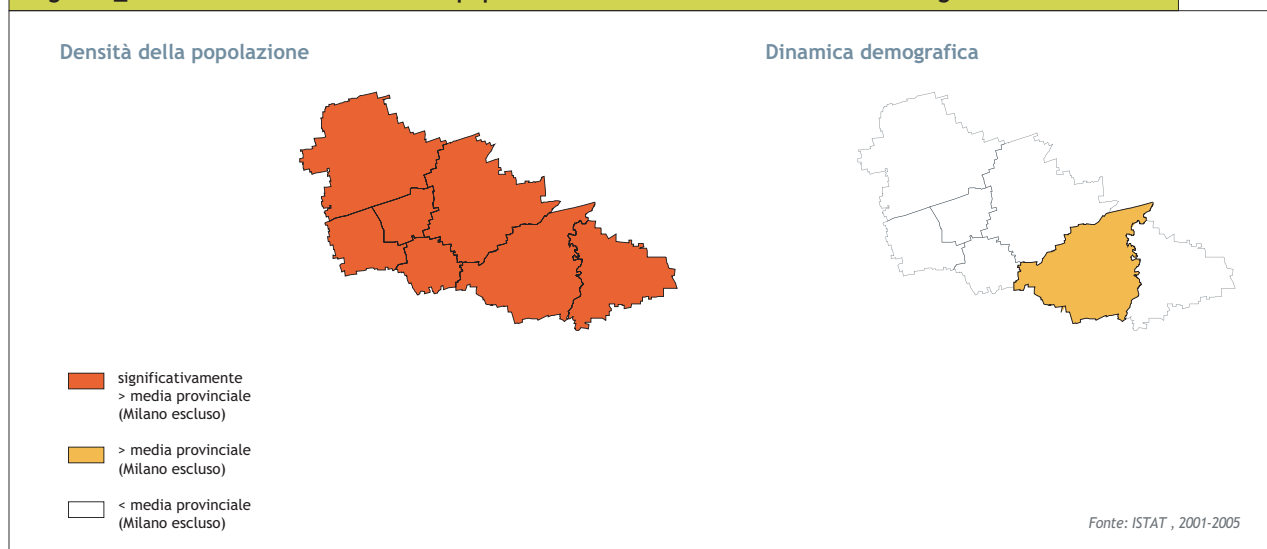 Densità della popolazione
Dinamica demografica
significativamente
> media provinciale
(Milano escluso)
> media provinciale
(Milano escluso)
< media provinciale
(Milano escluso)
Fonte: ISTAT , 2001-2005